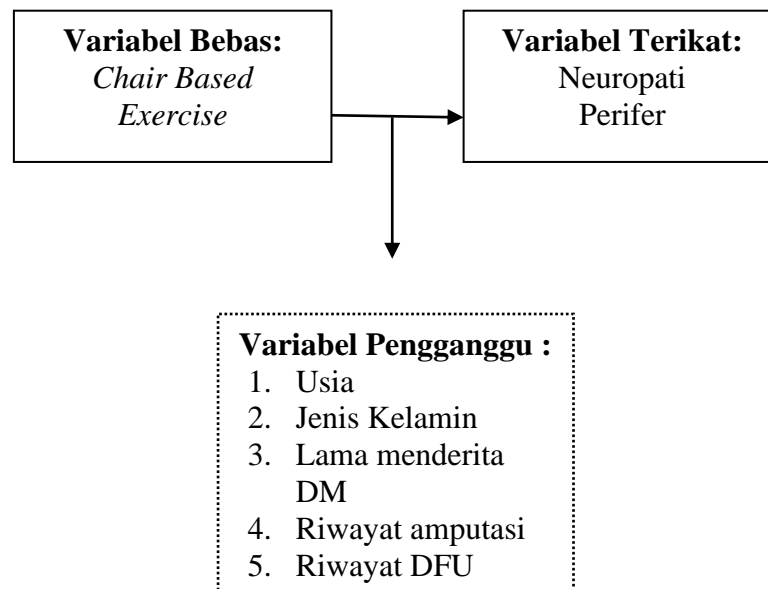 Variabel Bebas:
Chair Based
Exercise
Variabel Terikat:
Neuropati
Perifer
Variabel Pengganggu :
1. Usia
2. Jenis Kelamin
3. Lama menderita
DM
4. Riwayat amputasi
5. Riwayat DFU